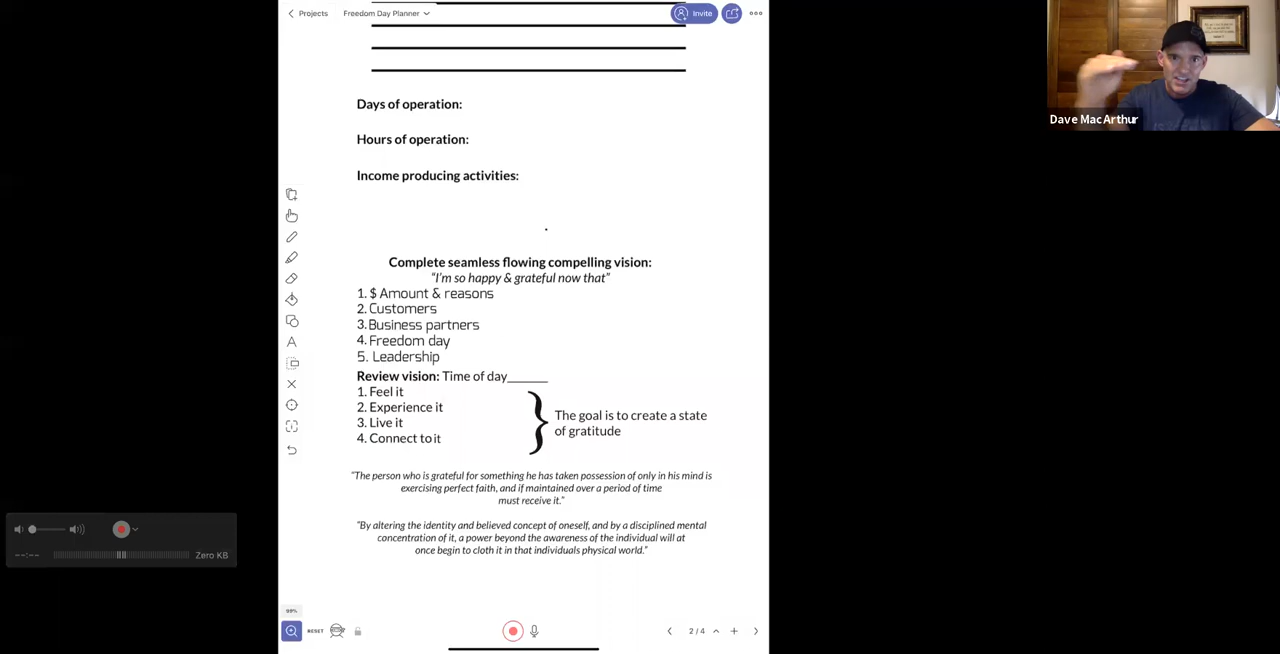 Projects
Freedom Day Planner
Invite
Dave MacArthur
Days of operation:
Hours of operation:
Income producing activities:
Complete seamless flowing compelling vision:
"I'm so happy & grateful now that"
1. $ Amount & reasons
2. Customers
3. Business partners
4. Freedom day
5. Leadership
Review vision: Time of day______
1. Feel it
2. Experience it
3. Live it
4. Connect to it
The goal is to create a state
of gratitude
"The person who is grateful for something he has taken possession of only in his mind is
exercising perfect faith, and if maintained over a period of time
must receive it."
"By altering the identity and believed concept of oneself, and by a disciplined mental
concentration of it, a power beyond the awareness of the individual will at
once begin to cloth it in that individuals physical world."
--:--
Zero KB
99%
RESET
2 / 4